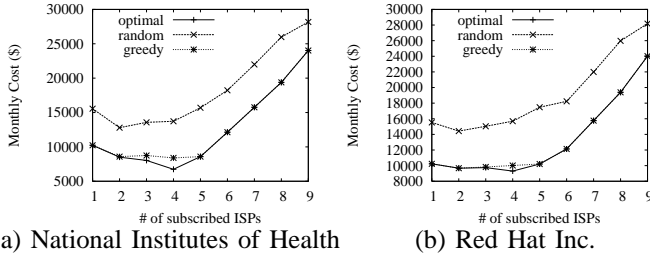 30000
25000
20000
15000
10000
5000
Monthly Cost ($)
optimal
random
greedy
1 2 3 4 5 6 7 8 9
# of subscribed ISPs
a) National Institutes of Health
30000
28000
26000
24000
22000
20000
18000
16000
14000
12000
10000
8000
Monthly Cost ($)
optimal
random
greedy
1 2 3 4 5 6 7 8 9
# of subscribed ISPs
(b) Red Hat Inc.